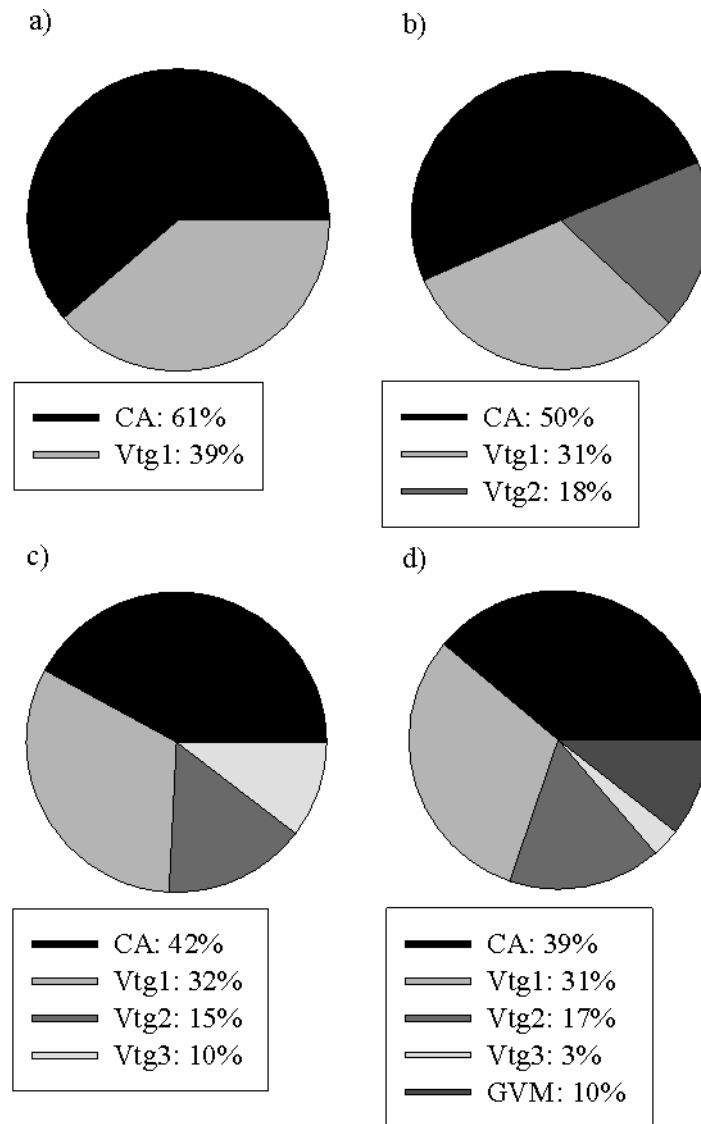 a)
b)
CA: 61%
Vtg1: 39%
CA: 50%
Vtg1: 31%
Vtg2: 18%
c)
d)
CA: 42%
Vtg1: 32%
Vtg2: 15%
Vtg3: 10%
CA: 39%
Vtg1: 31%
Vtg2: 17%
Vtg3: 3%
GVM: 10%